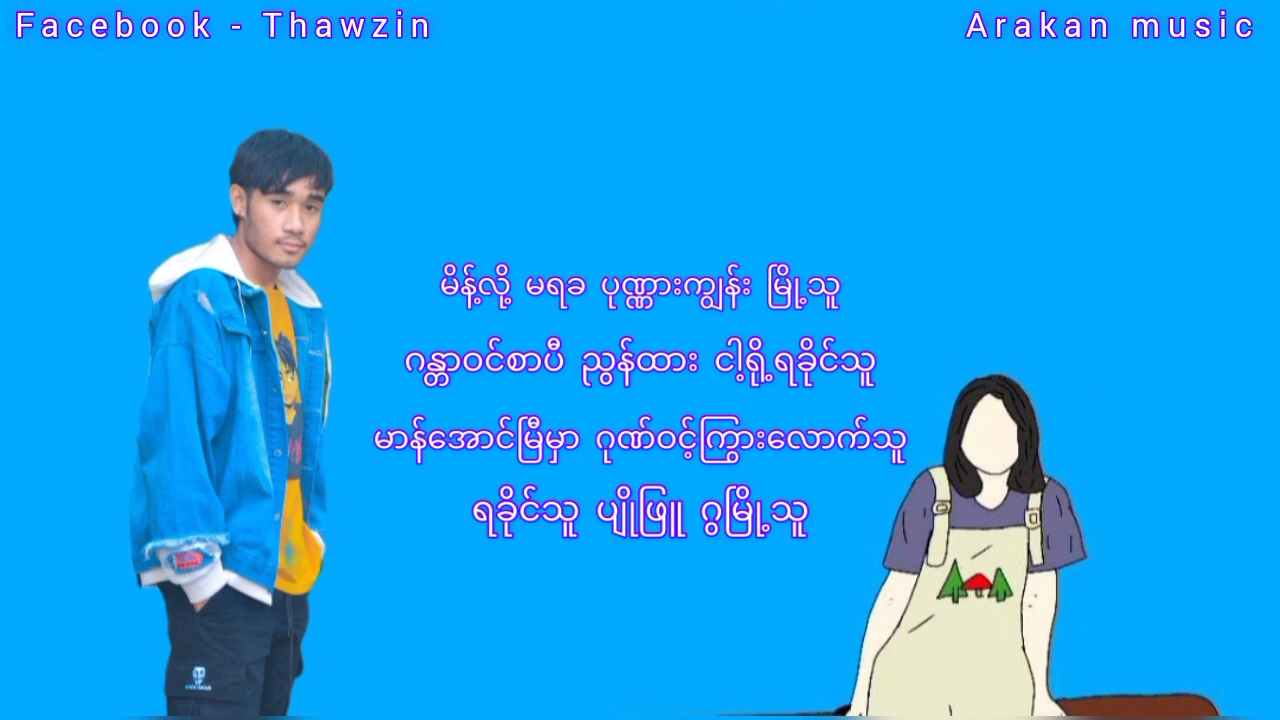 Facebook - Thawzin
Arakan music
မိန့်လို့ မရခ ပုဏ္ဏားကျွန်း မြို့သူ
ဂန္တာဝင်စာပီ ညွှန်ထား ငါ့ရို့ရခိုင်သူ
မာန်အောင်မြီမှာ ဂုဏ်ဝင့်ကြွားလောက်သူ
ရခိုင်သူ ပျိုဖြူ ဂွမြို့သူ